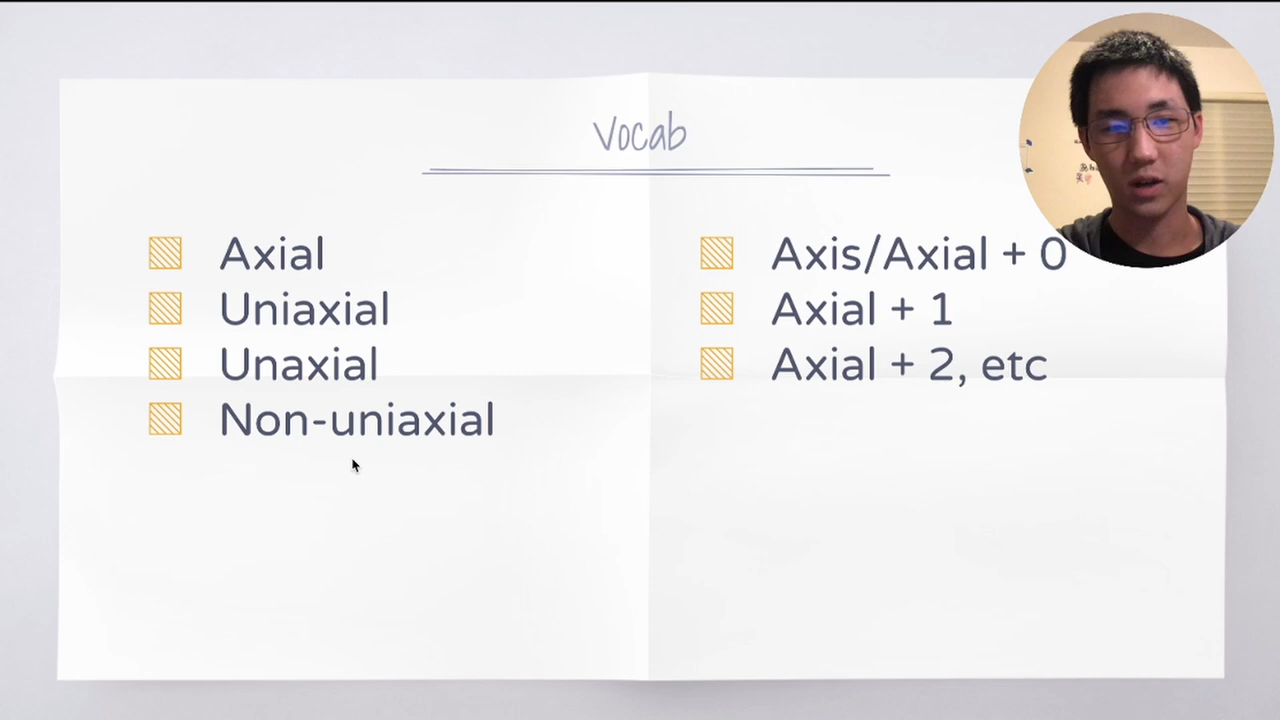 Vocab
Axial
Uniaxial
Unaxial
Non-uniaxial
Axis/Axial + 0
Axial + 1
Axial + 2, etc